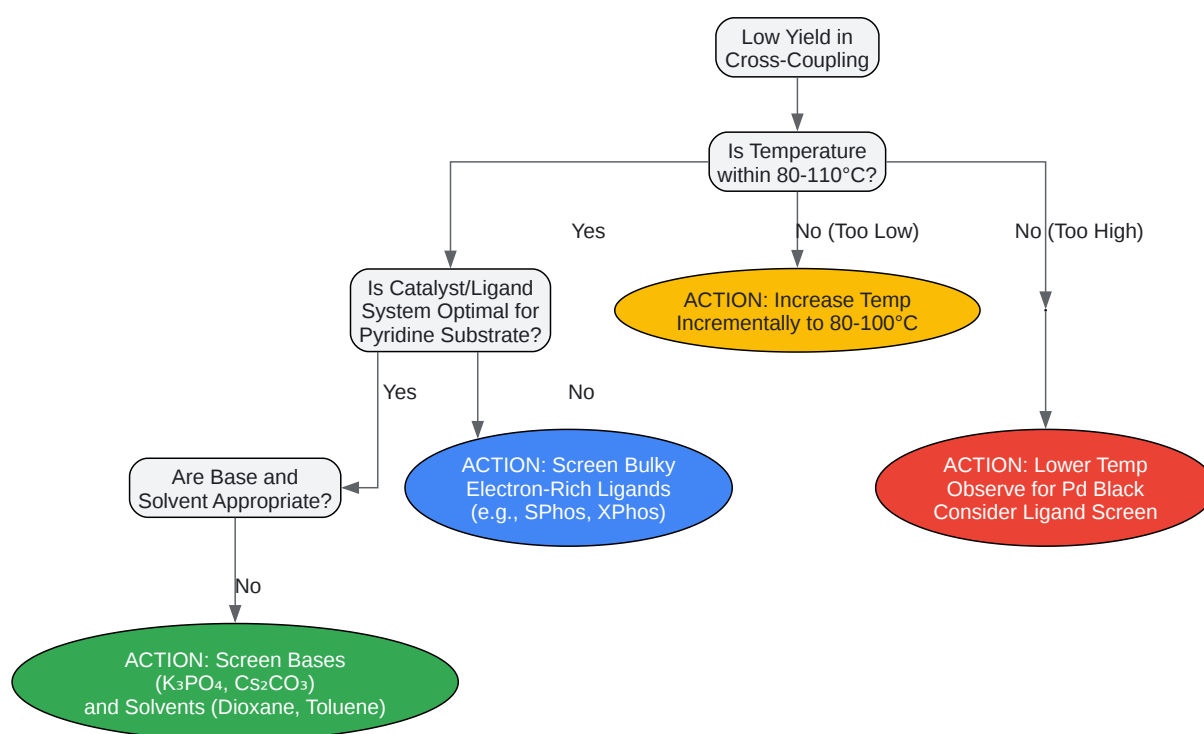 Low Yield in
Cross-Coupling
Is Temperature
within 80-110°C?
Yes
No (Too Low)
No (Too High)
Is Catalyst/Ligand
System Optimal for
Pyridine Substrate?
ACTION: Increase Temp
Incrementally to 80-100°C
Yes
No
Are Base and
Solvent Appropriate?
ACTION: Screen Bulky
Electron-Rich Ligands
(e.g., SPhos, XPhos)
ACTION: Lower Temp
Observe for Pd Black
Consider Ligand Screen
No
ACTION: Screen Bases
(K₃PO₄, Cs₂CO₃)
and Solvents (Dioxane, Toluene)